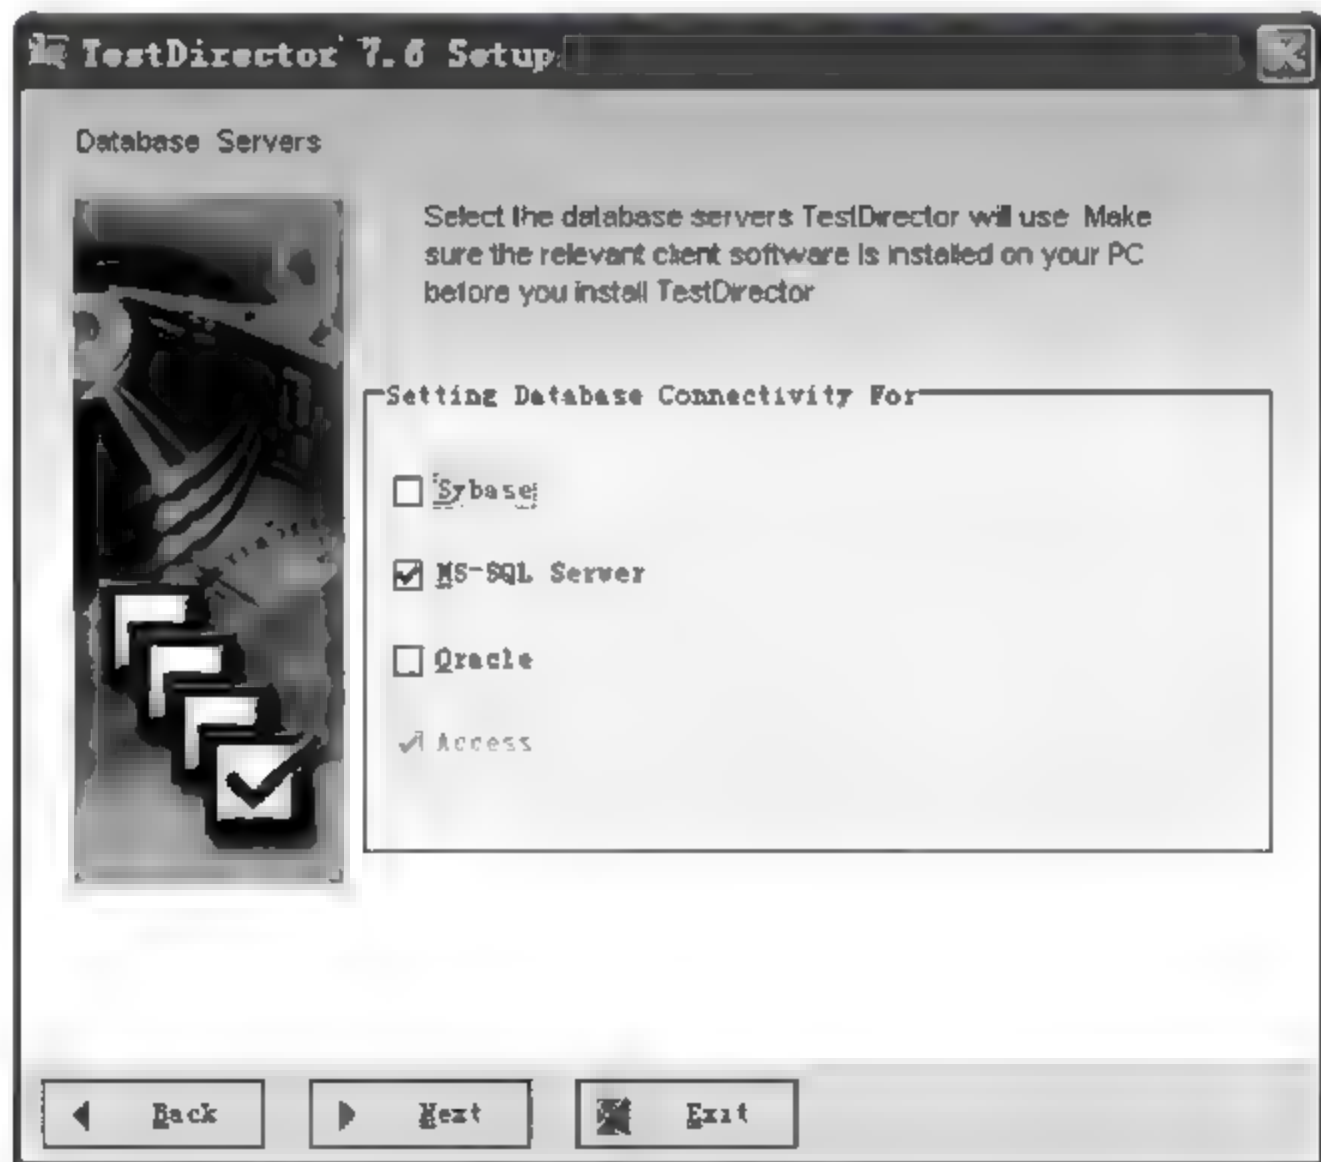 TestDirector 7.6 Setup
Database Servers
Select the database servers TestDirector will use Make
sure the relevant client software is installed on your PC
before you install TestDirector
Setting Database Connectivity For
Sybase
MS-SQL Server
Oracle
Access
Back
Next
Exit